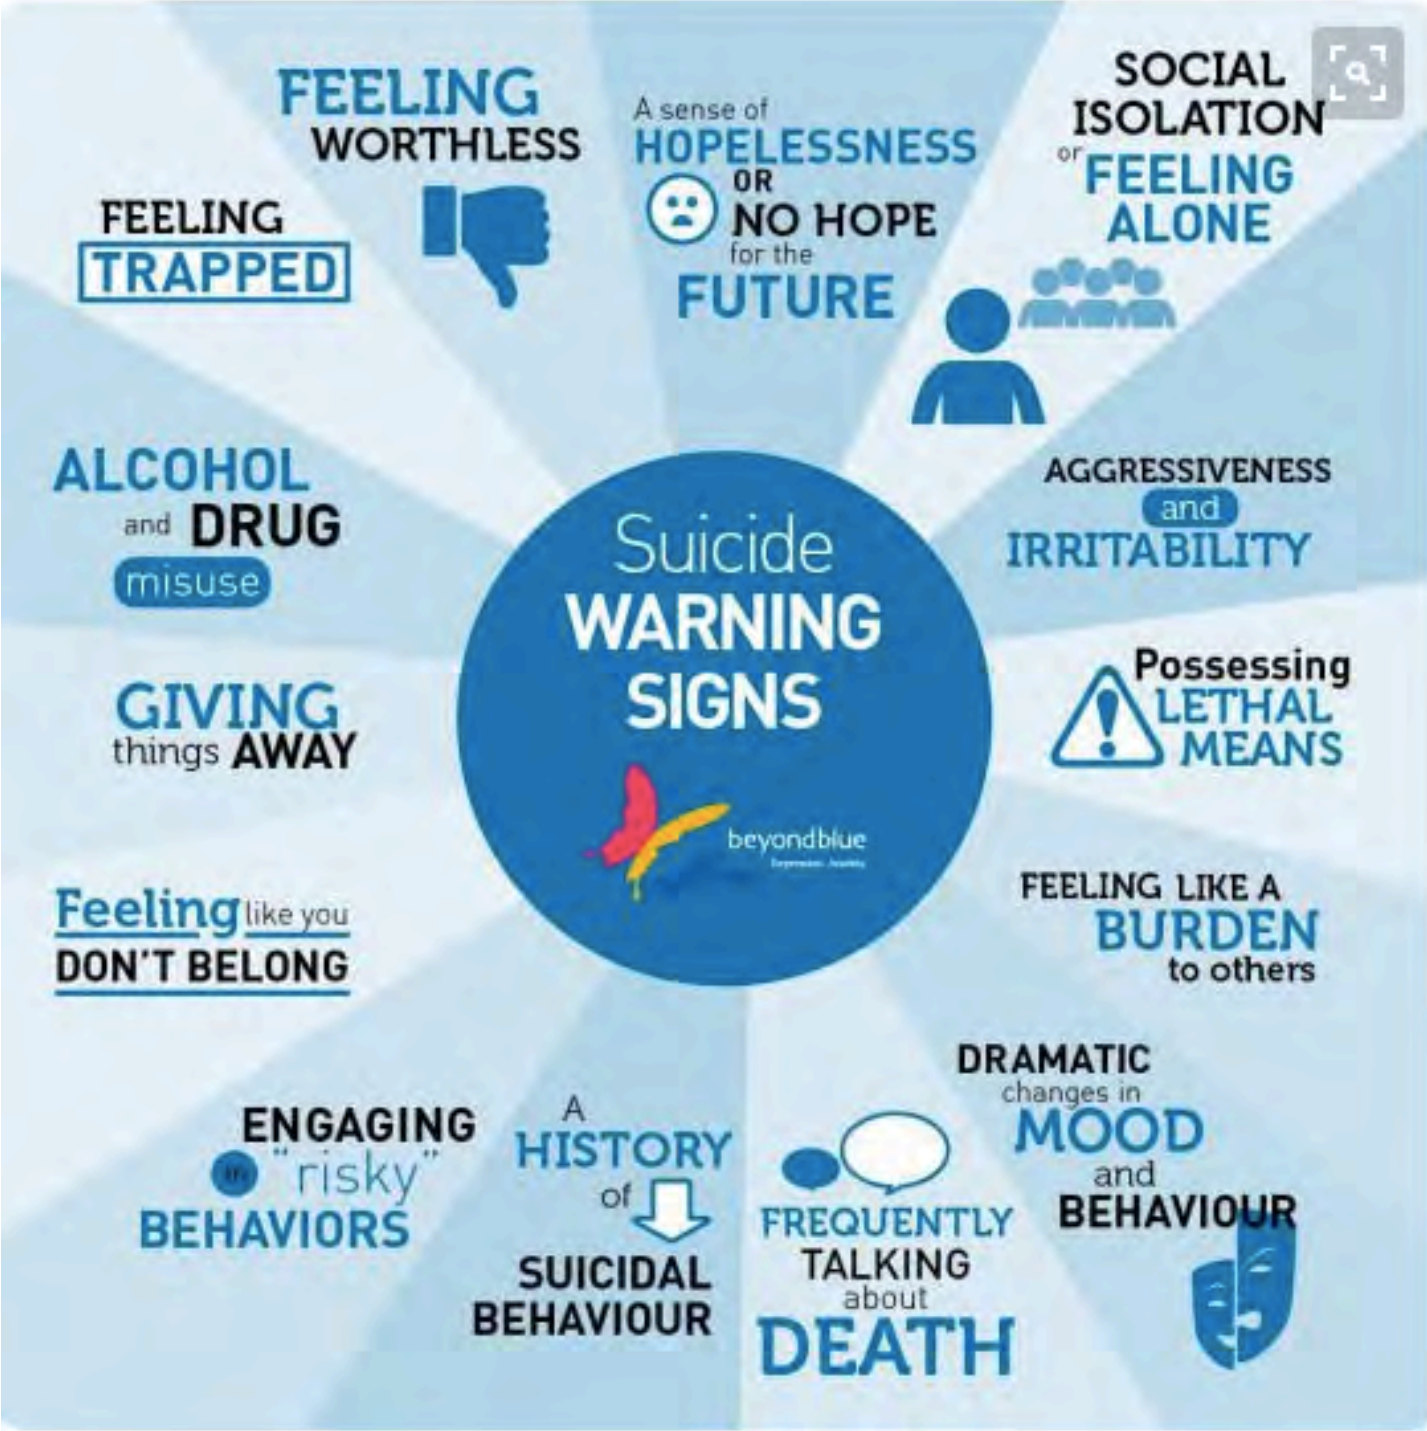 Suicide
WARNING
SIGNS
beyondblue
A sense of
HOPELESSNESS
OR
NO HOPE
for the
FUTURE
SOCIAL
ISOLATION
or FEELING
ALONE
AGGRESSIVENESS
and
IRRITABILITY
Possessing
LETHAL
MEANS
FEELING LIKE A
BURDEN
to others
DRAMATIC
changes in
MOOD
and
BEHAVIOUR
FREQUENTLY
TALKING
about
DEATH
A
HISTORY
of
SUICIDAL
BEHAVIOUR
ENGAGING
in "risky"
BEHAVIORS
Feeling like you
DON'T BELONG
GIVING
things AWAY
ALCOHOL
and DRUG
misuse
FEELING
TRAPPED
FEELING
WORTHLESS